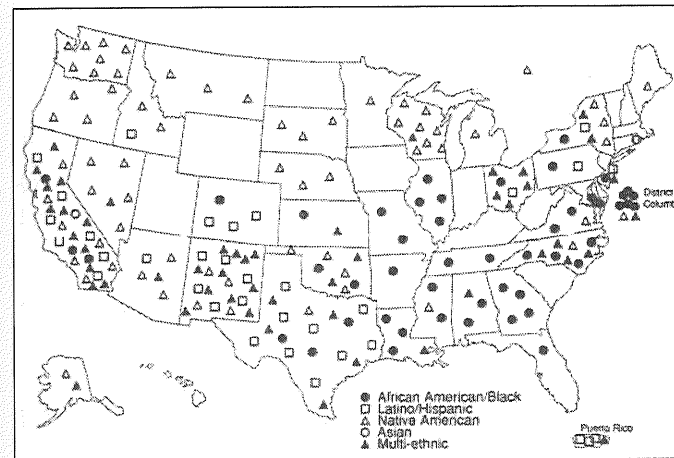 District
Columbia
African American/Black
Latino/Hispanic
Native American
Asian
Multi-ethnic
Puerto Rico